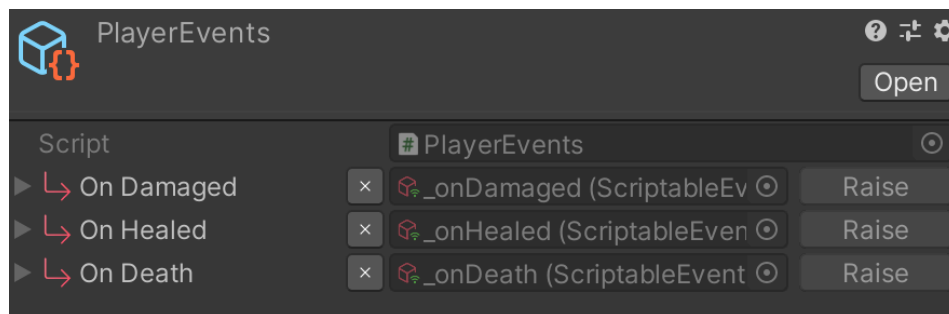 PlayerEvents
Open
Script # PlayerEvents
On Damaged × _onDamaged (ScriptableEv Raise
On Healed × _onHealed (ScriptableEven Raise
On Death × _onDeath (ScriptableEvent Raise